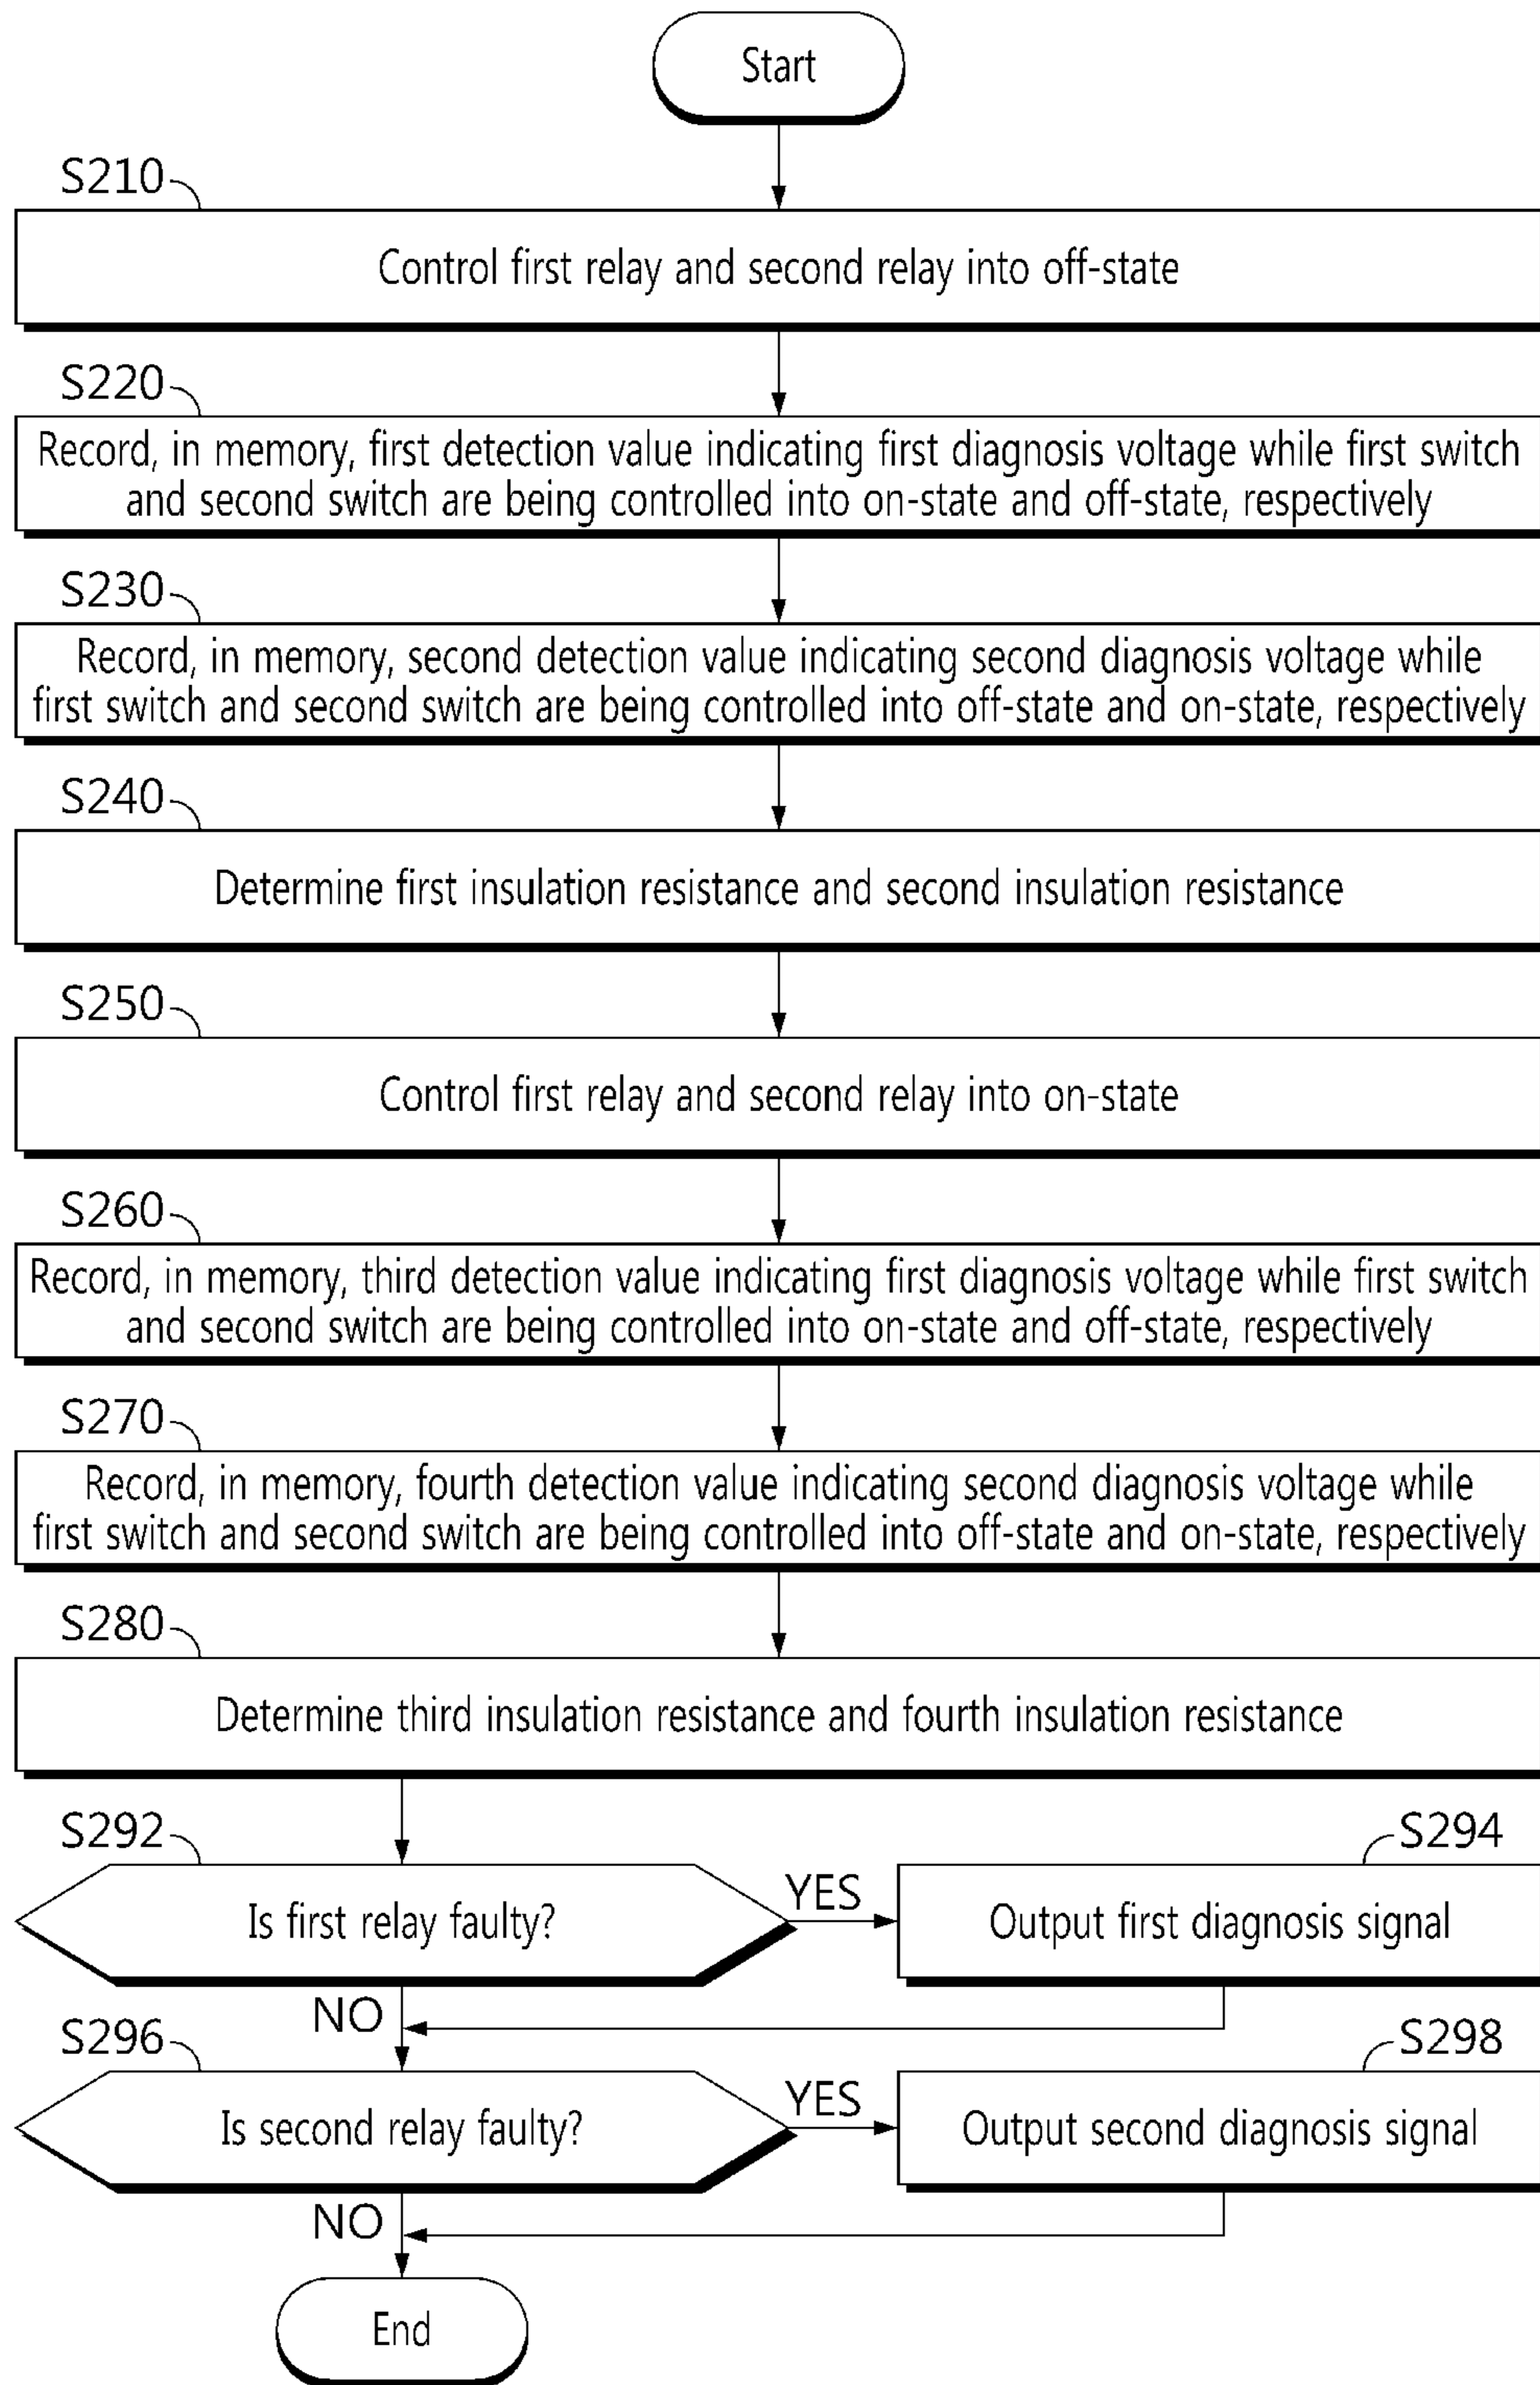 Start
S210
Control first relay and second relay into off-state
S220
Record, in memory, first detection value indicating first diagnosis voltage while first switch
and second switch are being controlled into on-state and off-state, respectively
S230
Record, in memory, second detection value indicating second diagnosis voltage while
first switch and second switch are being controlled into off-state and on-state, respectively
S240
Determine first insulation resistance and second insulation resistance
S250
Control first relay and second relay into on-state
S260
Record, in memory, third detection value indicating first diagnosis voltage while first switch
and second switch are being controlled into on-state and off-state, respectively
S270
Record, in memory, fourth detection value indicating second diagnosis voltage while
first switch and second switch are being controlled into off-state and on-state, respectively
S280
Determine third insulation resistance and fourth insulation resistance
S292
Is first relay faulty?
YES
S294
Output first diagnosis signal
NO
S296
Is second relay faulty?
YES
S298
Output second diagnosis signal
NO
End